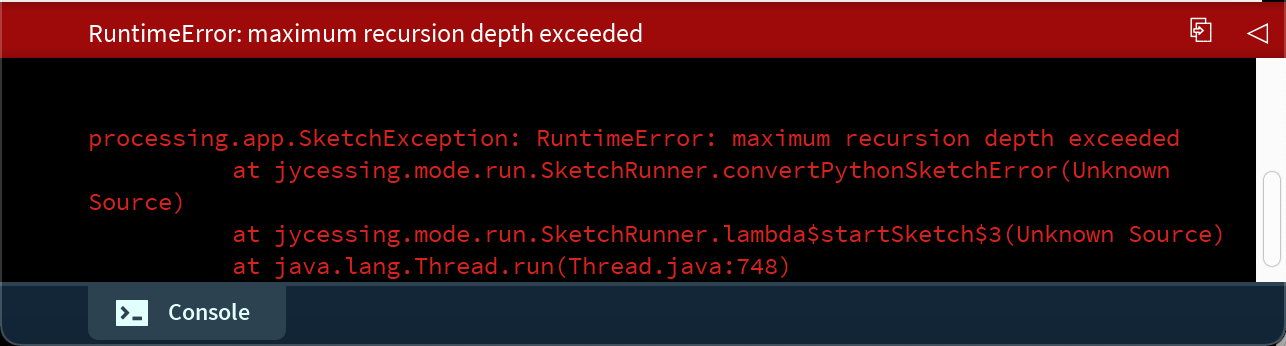 RuntimeError: maximum recursion depth exceeded
processing.app.SketchException: RuntimeError: maximum recursion depth exceeded
at jycessing.mode.run.SketchRunner.convertPythonSketchError(Unknown
Source)
at jycessing.mode.run.SketchRunner.lambda$startSketch$3(Unknown Source)
at java.lang.Thread.run(Thread.java:748)
Console